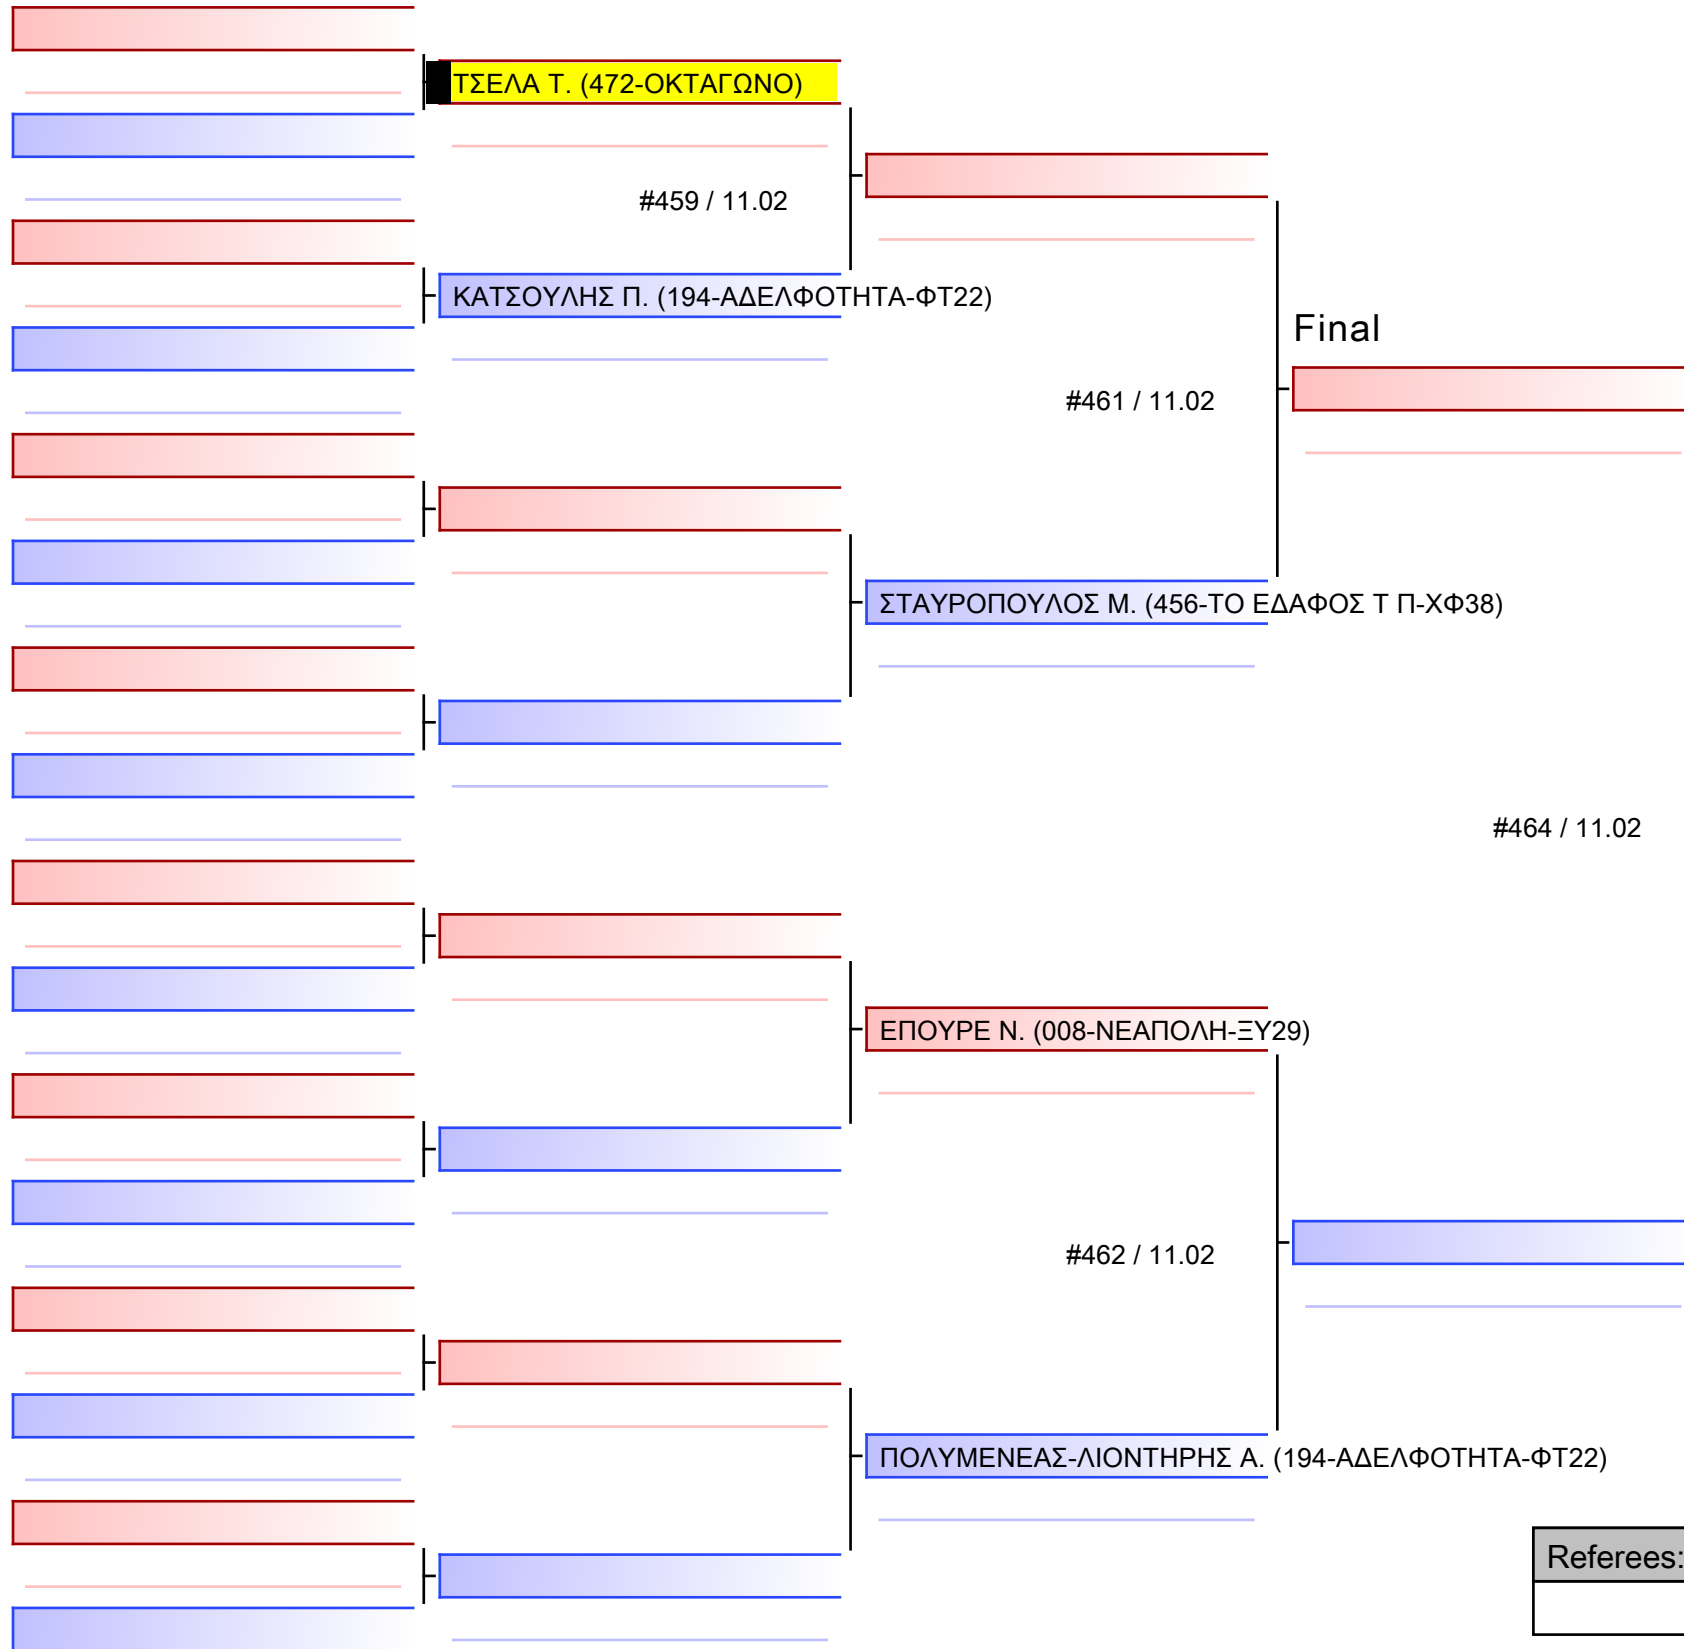 ΤΣΕΛΑ Τ. (472-ΟΚΤΑΓΩΝΟ)
#459 / 11.02
ΚΑΤΣΟΥΛΗΣ Π. (194-ΑΔΕΛΦΟΤΗΤΑ-ΦΤ22)
Final
#461 / 11.02
ΣΤΑΥΡΟΠΟΥΛΟΣ Μ. (456-ΤΟ ΕΔΑΦΟΣ Τ Π-ΧΦ38)
#464 / 11.02
ΕΠΟΥΡΕ Ν. (008-ΝΕΑΠΟΛΗ-ΞΥ29)
#462 / 11.02
ΠΟΛΥΜΕΝΕΑΣ-ΛΙΟΝΤΗΡΗΣ Α. (194-ΑΔΕΛΦΟΤΗΤΑ-ΦΤ22)
Referees: